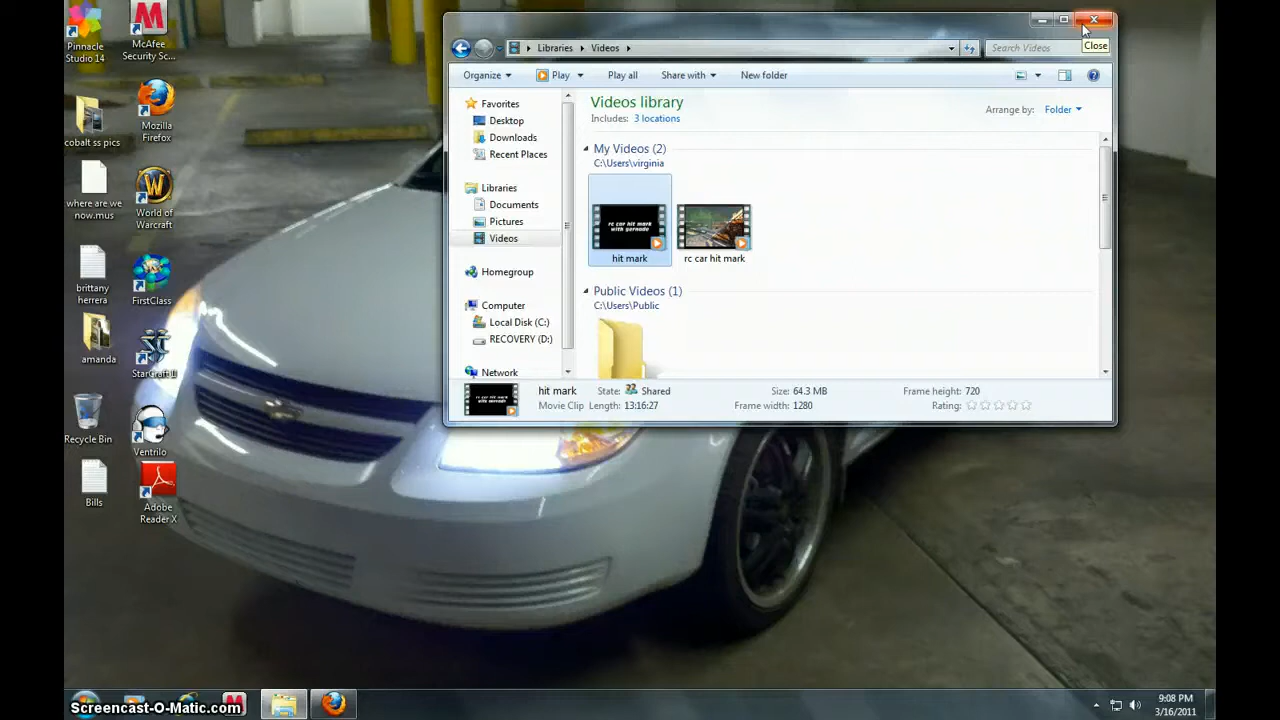 Pinnacle
Studio 14
McAfee
Security Sc...
cobalt ss pics
Mozilla
Firefox
where are we
now.mus
World of
Warcraft
brittany
herrera
FirstClass
amanda
StarCraft II
Recycle Bin
Ventrilo
Bills
Adobe
Reader X
Close
Libraries
Videos
Search Videos
Organize
Play
Play all
Share with
New folder
Favorites
Desktop
Downloads
Recent Places
Libraries
Documents
Pictures
Videos
Homegroup
Computer
Local Disk (C:)
RECOVERY (D:)
Network
Videos library
Includes: 3 locations
Arrange by: Folder
My Videos (2)
C:\Users\virginia
rc car hit mark
with garnade
hit mark
rc car hit mark
Public Videos (1)
C:\Users\Public
hit mark State: Shared Size: 64.3 MB Frame height: 720
Movie Clip Length: 13:16:27 Frame width: 1280 Rating:
Screencast-O-Matic.com
9:08 PM
3/16/2011